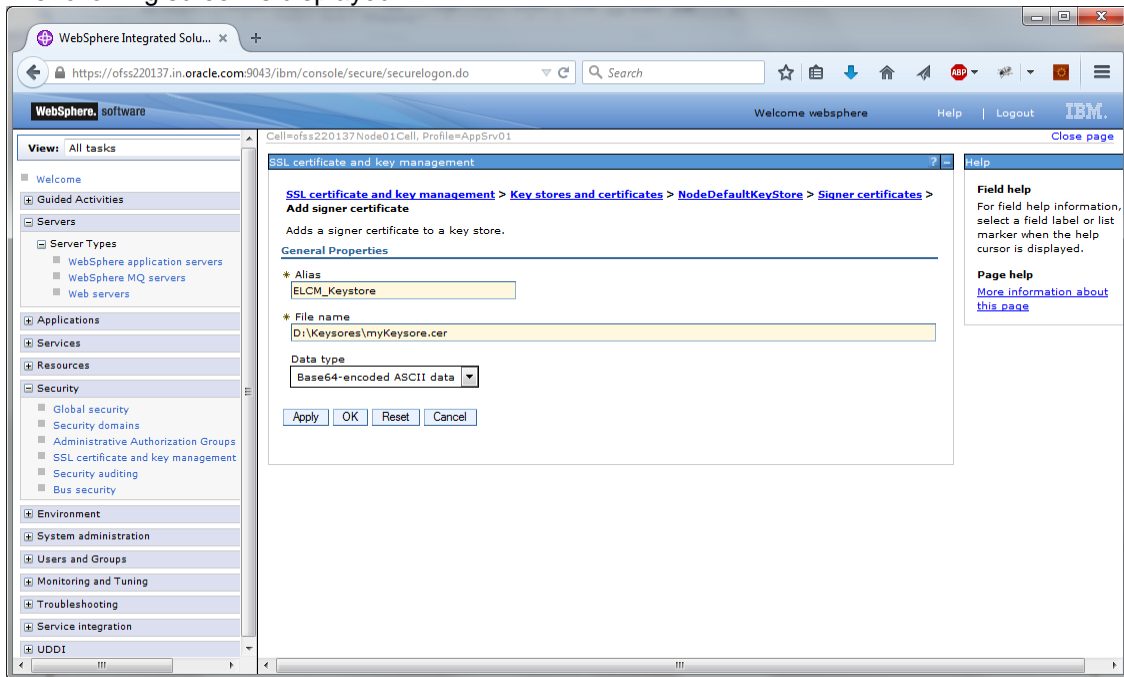 WebSphere Integrated Solu... ×
https://ofss220137.in.oracle.com:9043/ibm/console/secure/securelogon.do
Search
ABP
WebSphere. software
Welcome websphere
Help | Logout
IBM.
View: All tasks
Welcome
Guided Activities
Servers
Server Types
WebSphere application servers
WebSphere MQ servers
Web servers
Applications
Services
Resources
Security
Global security
Security domains
Administrative Authorization Groups
SSL certificate and key management
Security auditing
Bus security
Environment
System administration
Users and Groups
Monitoring and Tuning
Troubleshooting
Service integration
UDDI
Cell=ofss220137Node01Cell, Profile=AppSrv01
Close page
SSL certificate and key management
SSL certificate and key management > Key stores and certificates > NodeDefaultKeyStore > Signer certificates >
Add signer certificate
Adds a signer certificate to a key store.
General Properties
* Alias
ELCM_Keystore
* File name
D:\Keysores\myKeysore.cer
Data type
Base64-encoded ASCII data
Apply OK Reset Cancel
Help
Field help
For field help information,
select a field label or list
marker when the help
cursor is displayed.
Page help
More information about
this page